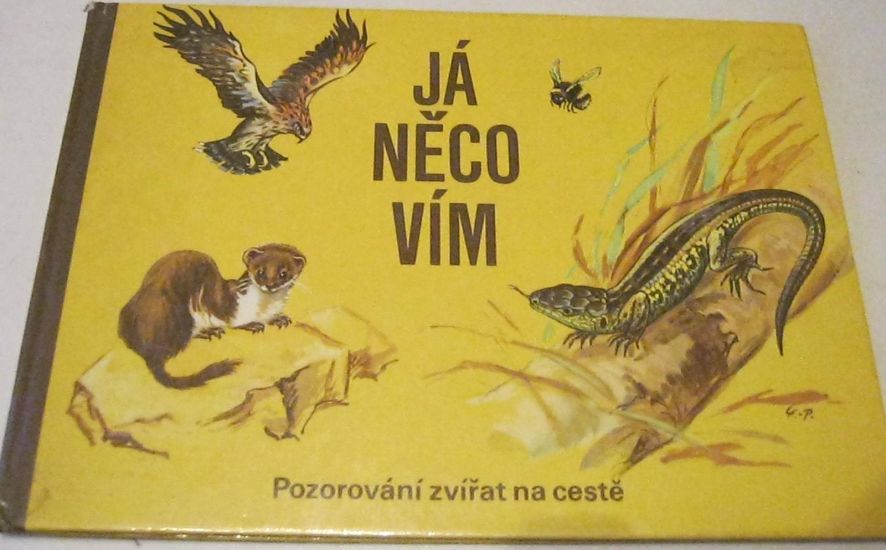 JÁ
NĚCO
VÍM
Pozorování zvířat na cestě